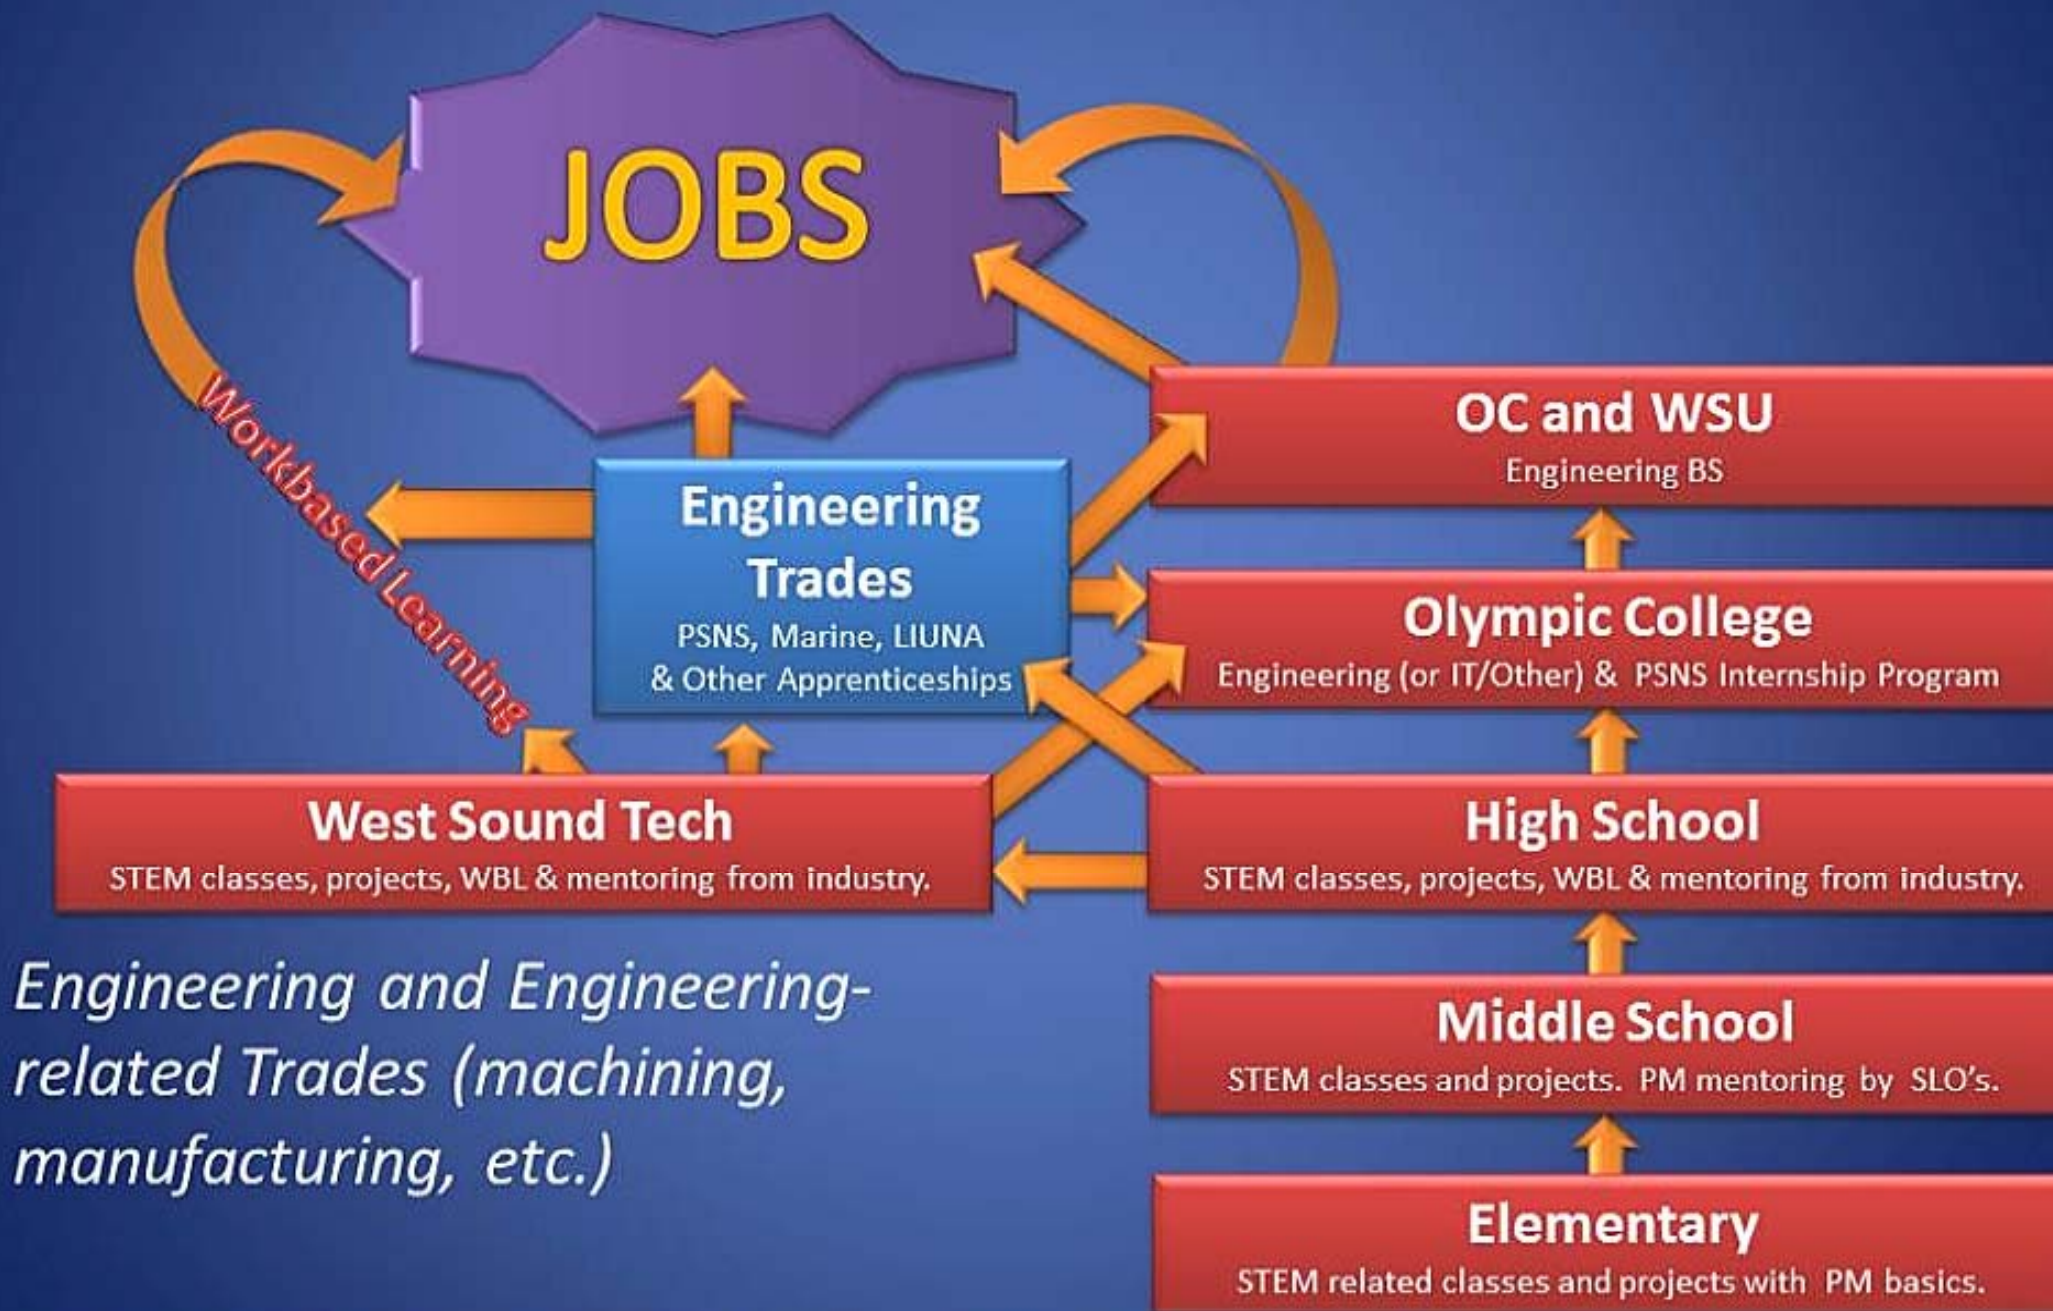 JOBS
Workbased Learning
OC and WSU
Engineering BS
Engineering
Trades
PSNS, Marine, LIUNA
& Other Apprenticeships
Olympic College
Engineering (or IT/Other) & PSNS Internship Program
West Sound Tech
STEM classes, projects, WBL & mentoring from industry.
High School
STEM classes, projects, WBL & mentoring from industry.
Engineering and Engineering-
related Trades (machining,
manufacturing, etc.)
Middle School
STEM classes and projects. PM mentoring by SLO's.
Elementary
STEM related classes and projects with PM basics.